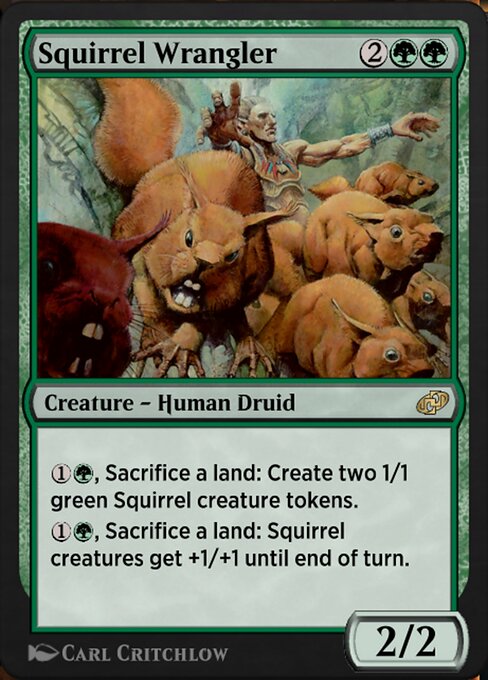 Squirrel Wrangler 2
Creature – Human Druid
1, Sacrifice a land: Create two 1/1
green Squirrel creature tokens.
1, Sacrifice a land: Squirrel
creatures get +1/+1 until end of turn.
2/2
CARL CRITCHLOW